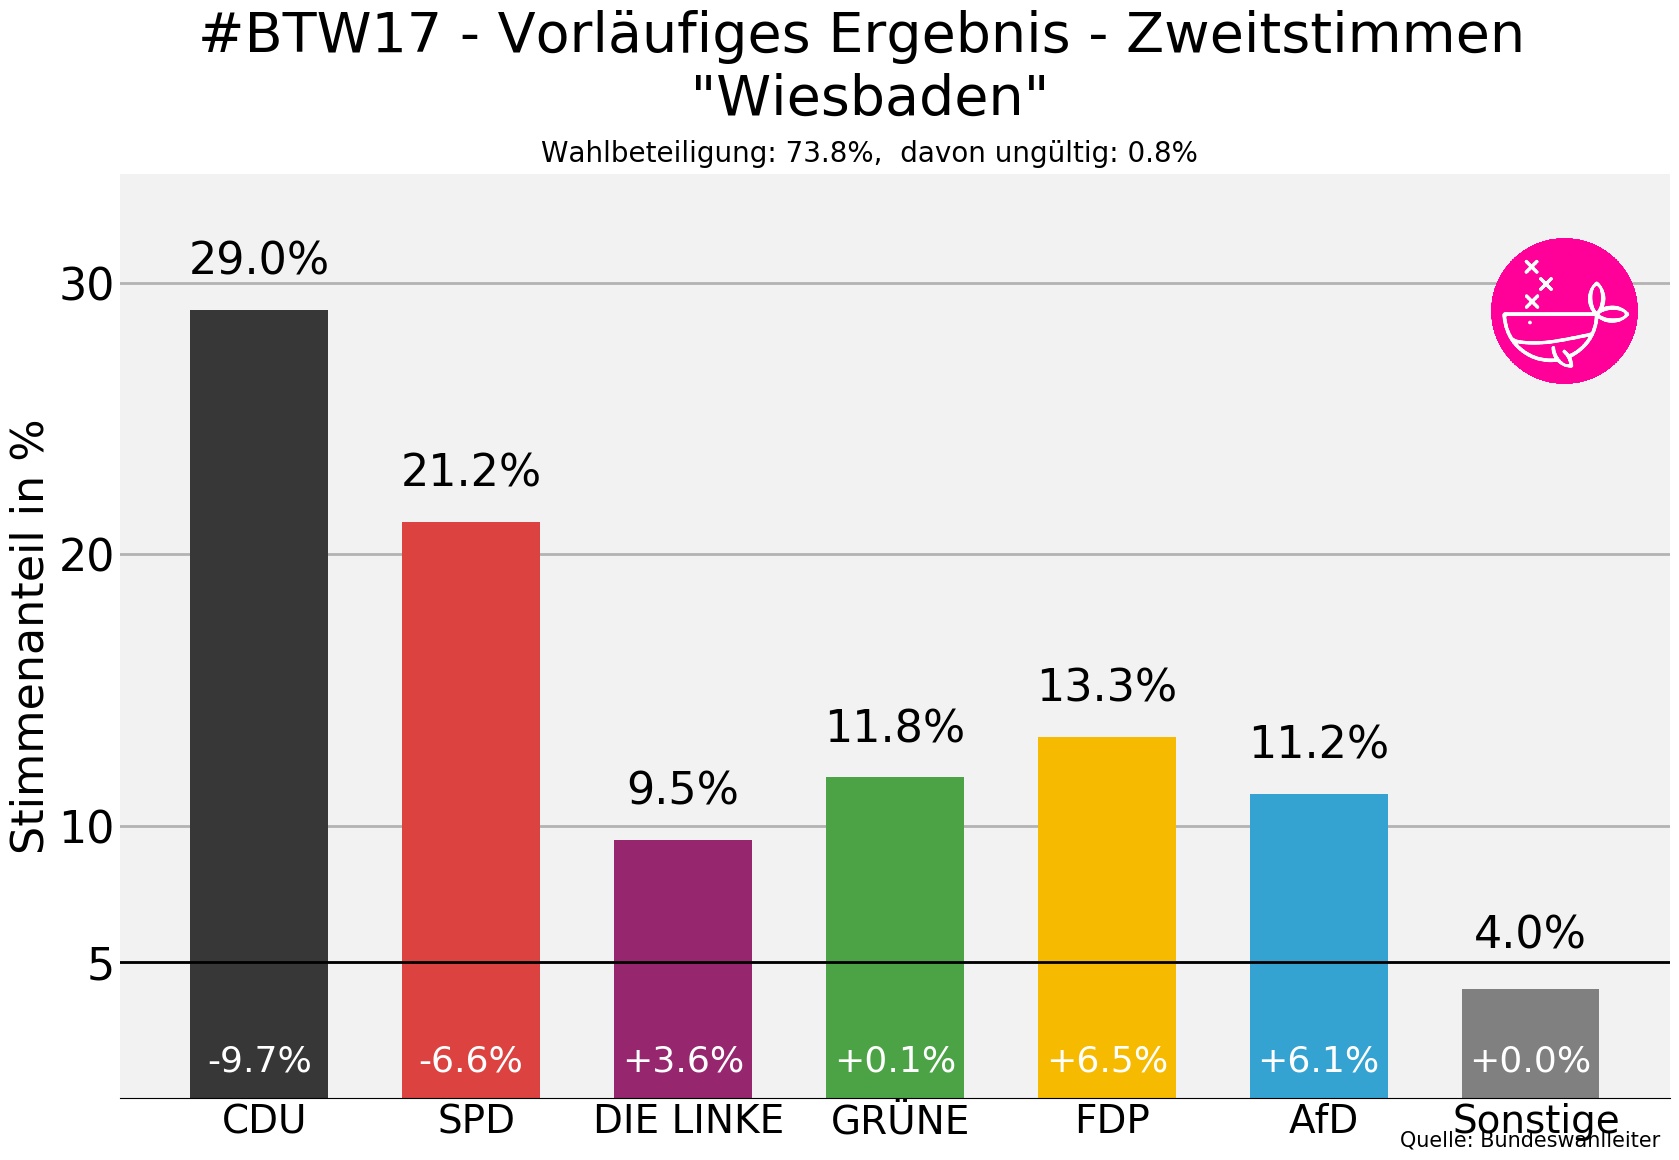 #BTW17 - Vorläufiges Ergebnis - Zweitstimmen
"Wiesbaden"
Wahlbeteiligung: 73.8%,  davon ungültig: 0.8%
Stimmenanteil in %
30
20
10
5
29.0%
21.2%
9.5%
11.8%
13.3%
11.2%
4.0%
-9.7%
-6.6%
+3.6%
+0.1%
+6.5%
+6.1%
+0.0%
CDU
SPD
DIE LINKE
GRÜNE
FDP
AfD
Sonstige
Quelle: Bundeswahlleiter